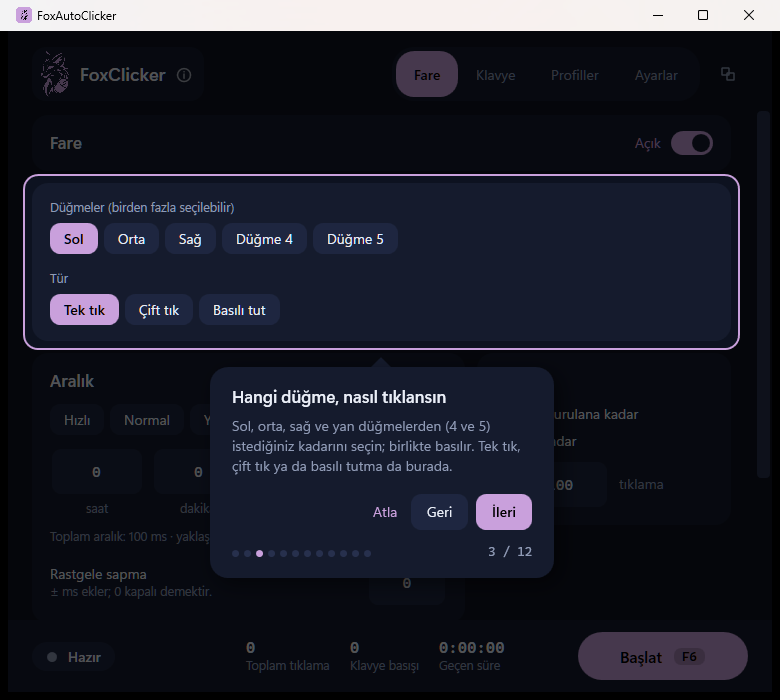 FoxAutoClicker
FoxClicker
Fare
Klavye
Profiller
Ayarlar
Fare
Açık
Düğmeler (birden fazla seçilebilir)
Sol
Orta
Sağ
Düğme 4
Düğme 5
Tür
Tek tık
Çift tık
Basılı tut
Aralık
Hızlı
Normal
0
0
saat
Toplam aralık: 100 ms
Rastgele sapma
± ms ekler; 0 kapalı demektir.
0
kadar
tıklama
Hangi düğme, nasıl tıklansın
Sol, orta, sağ ve yan düğmelerden (4 ve 5)
istediğiniz kadarını seçin; birlikte basılır. Tek tık,
çift tık ya da basılı tutma da burada.
Atla
Geri
İleri
3 / 12
Hazır
0
Toplam tıklama
0
Klavye basışı
0:00:00
Geçen süre
Başlat F6